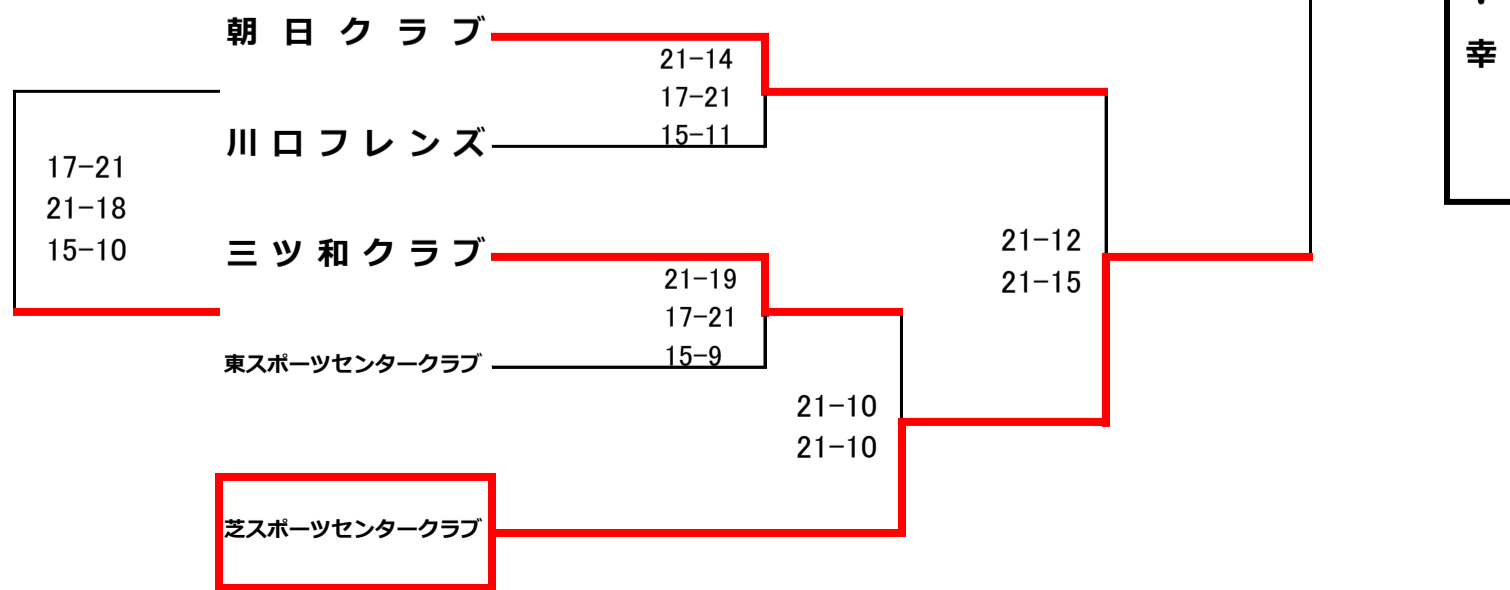 朝日クラブ
21-14
17-21
15-11
川口フレンズ
17-21
21-18
15-10
三ツ和クラブ
21-19
17-21
15-9
東スポーツセンタークラブ
21-12
21-15
21-10
21-10
芝スポーツセンタークラブ
・幸